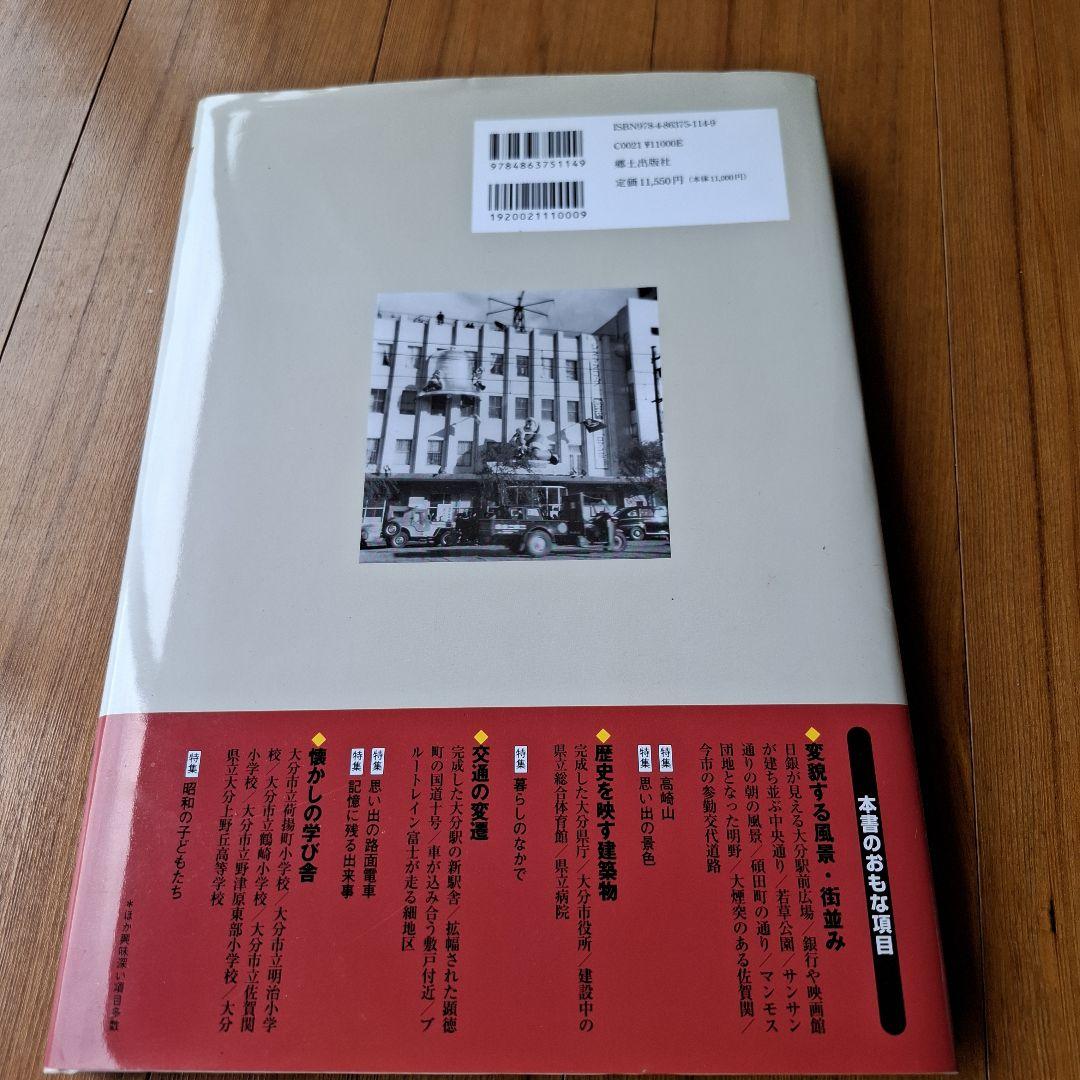 ISBN978-4-86375-114-9
C0021 ¥11000E
郷土出版社
定価11,550円（本体11,000円）
9784863751149
1920021110009
本書のおもな項目
◆変貌する風景・街並み
日銀が見える大分駅前広場／銀行や映画館
が建ち並ぶ中央通り／若草公園／サンサン
通りの朝の風景／碩田町の通り／マンモス
団地となった明野／大煙突のある佐賀関／
今市の参勤交代道路
特集 高崎山
特集 思い出の景色
◆歴史を映す建築物
完成した大分県庁／大分市役所／建設中の
県立総合体育館／県立病院
特集 暮らしのなかで
◆交通の変遷
完成した大分駅の新駅舎／拡幅された顕徳
町の国道十号／車が込み合う敷戸付近／ブ
ルートレイン富士が走る細地区
特集 思い出の路面電車
特集 記憶に残る出来事
◆懐かしの学び舎
大分市立荷揚町小学校／大分市立明治小学
校／大分市立鶴崎小学校／大分市立佐賀関
小学校／大分市立野津原東部小学校／大分
県立大分上野丘高等学校
特集 昭和の子どもたち
＊ほか興味深い項目多数